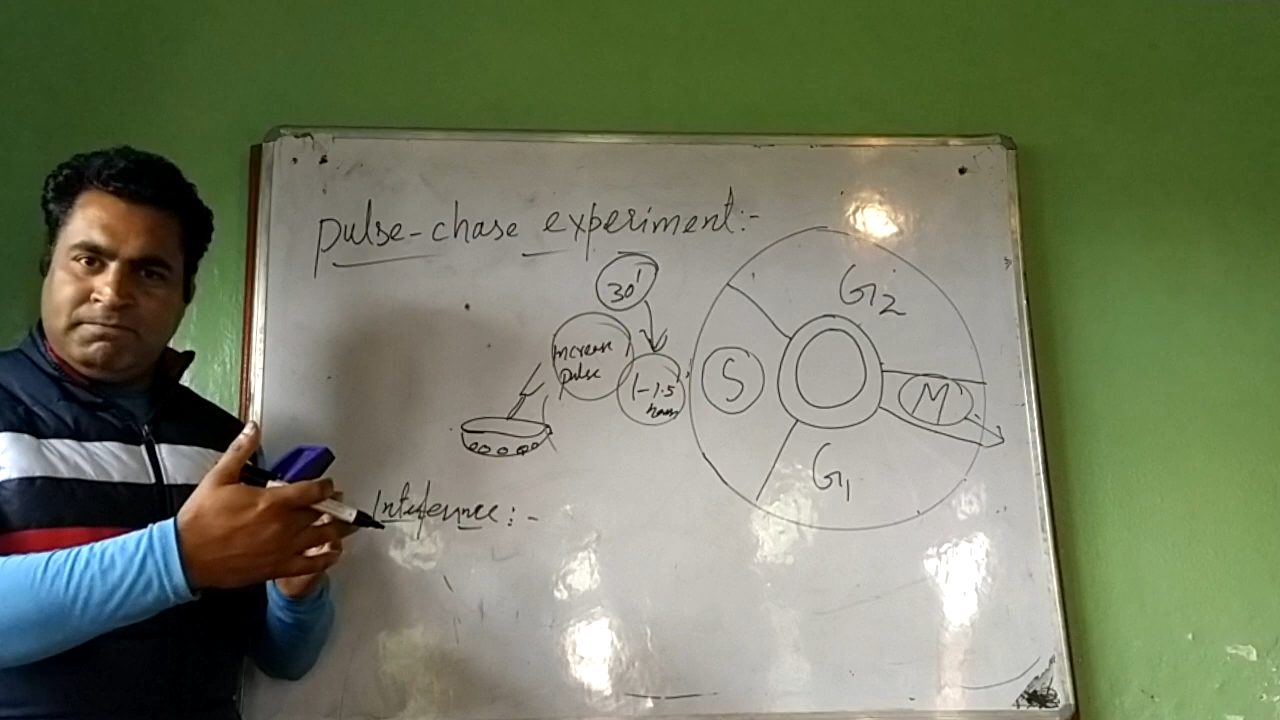 pulse-chase experiment:-
30'
increase
pulse
1-1.5
hours
S
G2
M
G1
Inference:-